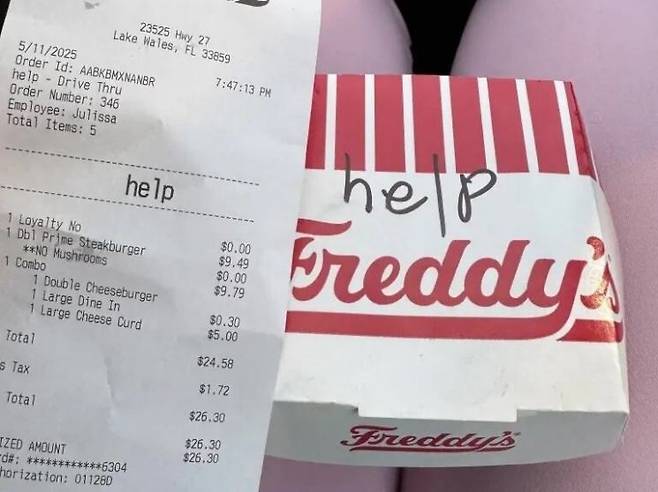 23525 Hwy 27
Lake Wales, FL 33859
5/11/2025
7:47:13 PM
Order Id: AABKBMXNANBR
help - Drive Thru
Order Number: 346
Employee: Julissa
Total Items: 5
help
1 Loyalty No $0.00
1 Dbl Prime Steakburger $9.49
**NO Mushrooms $0.00
1 Combo $9.79
1 Double Cheeseburger
1 Large Dine In $0.30
1 Large Cheese Curd $5.00
Total $24.58
s Tax $1.72
Total $26.30
IZED AMOUNT $26.30
rd#: ************6304 $26.30
horization: 01128D
help
Freddy's
Freddy's